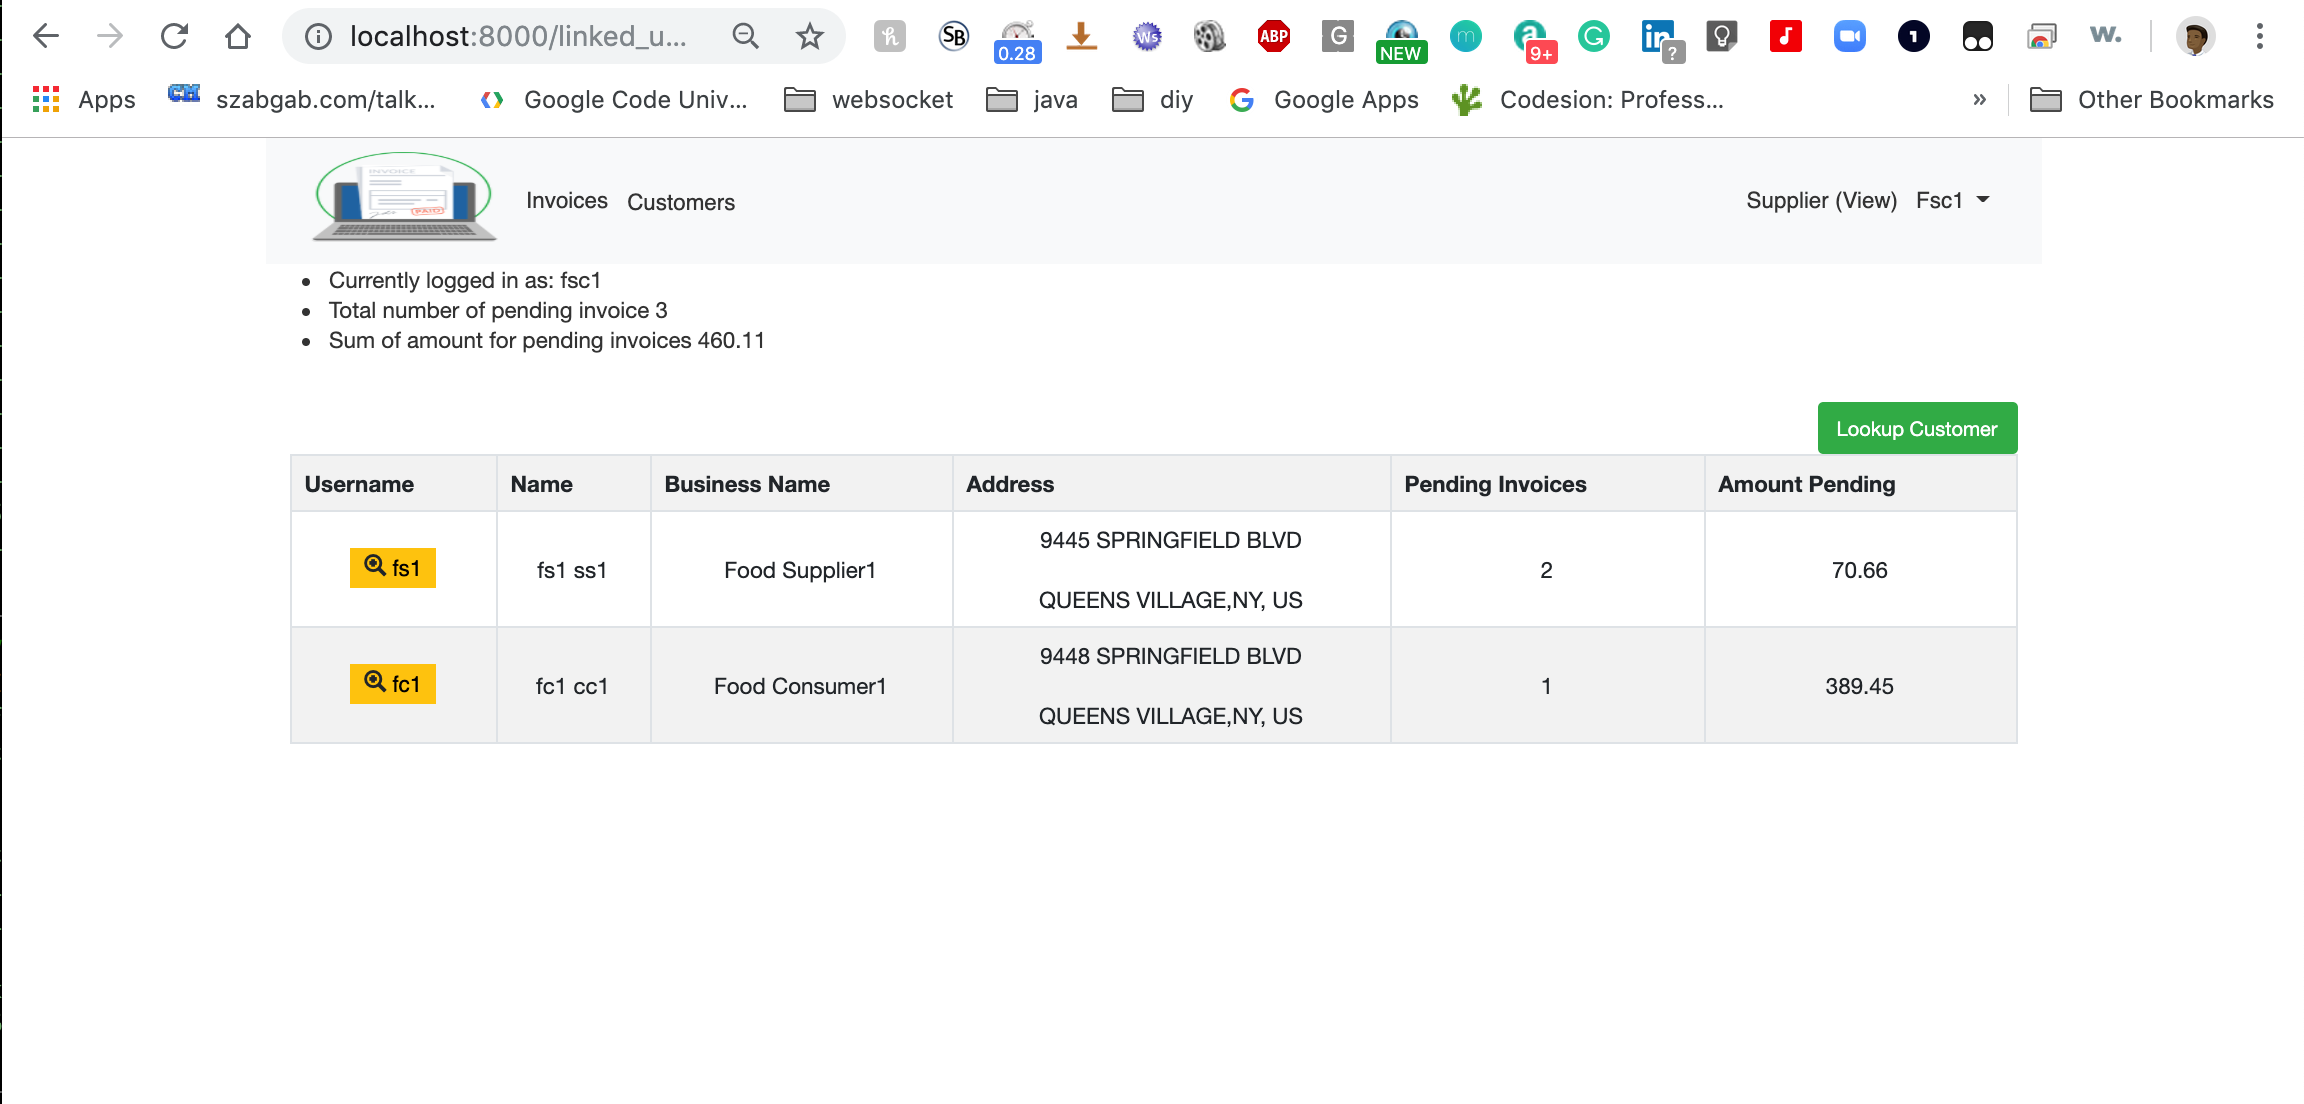 localhost:8000/linked_u...
SB
0.28
Ws
ABP
G
NEW
m
a
9+
G
in
?
1
w.
Apps
CM
szabgab.com/talk...
Google Code Univ...
websocket
java
diy
Google Apps
Codesion: Profess...
»
Other Bookmarks
INVOICE
PAID
Invoices
Customers
Supplier (View)
Fsc1
Currently logged in as: fsc1
Total number of pending invoice 3
Sum of amount for pending invoices 460.11
Lookup Customer
Username Name Business Name Address Pending Invoices Amount Pending
fs1 fs1 ss1 Food Supplier1 9445 SPRINGFIELD BLVD 2 70.66
QUEENS VILLAGE,NY, US
fc1 fc1 cc1 Food Consumer1 9448 SPRINGFIELD BLVD 1 389.45
QUEENS VILLAGE,NY, US